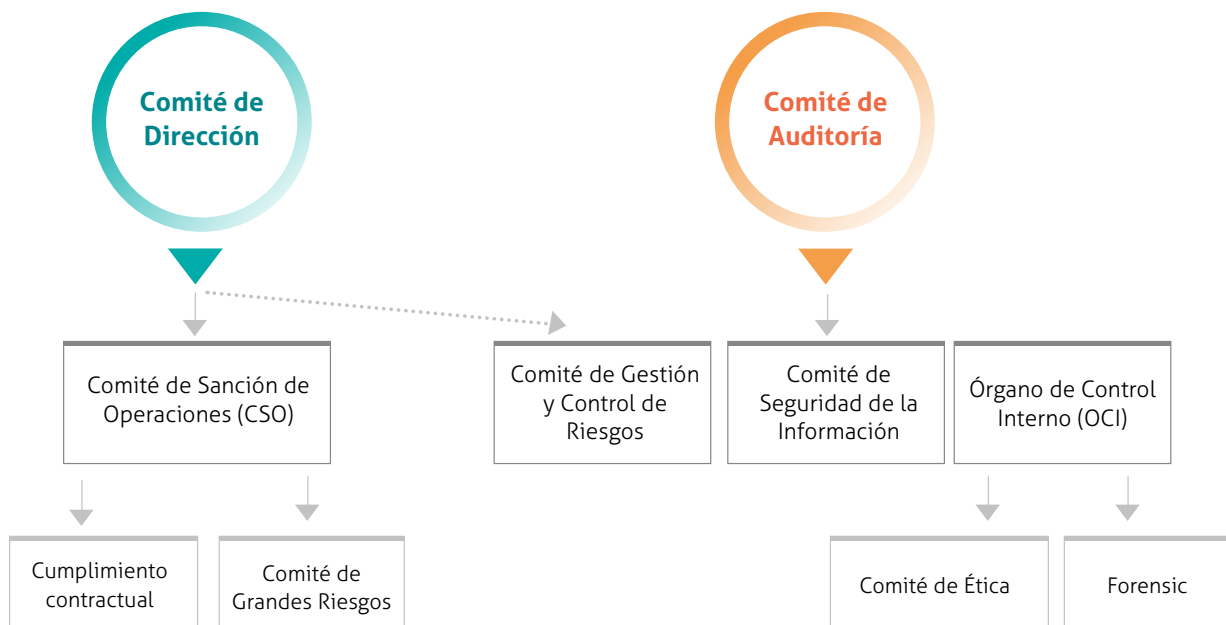 Comité de
Dirección
Comité de
Auditoría
Comité de Sanción de
Operaciones (CSO)
Comité de Gestión
y Control de
Riesgos
Comité de
Seguridad de la
Información
Órgano de Control
Interno (OCI)
Cumplimiento
contractual
Comité de
Grandes Riesgos
Comité de Ética
Forensic